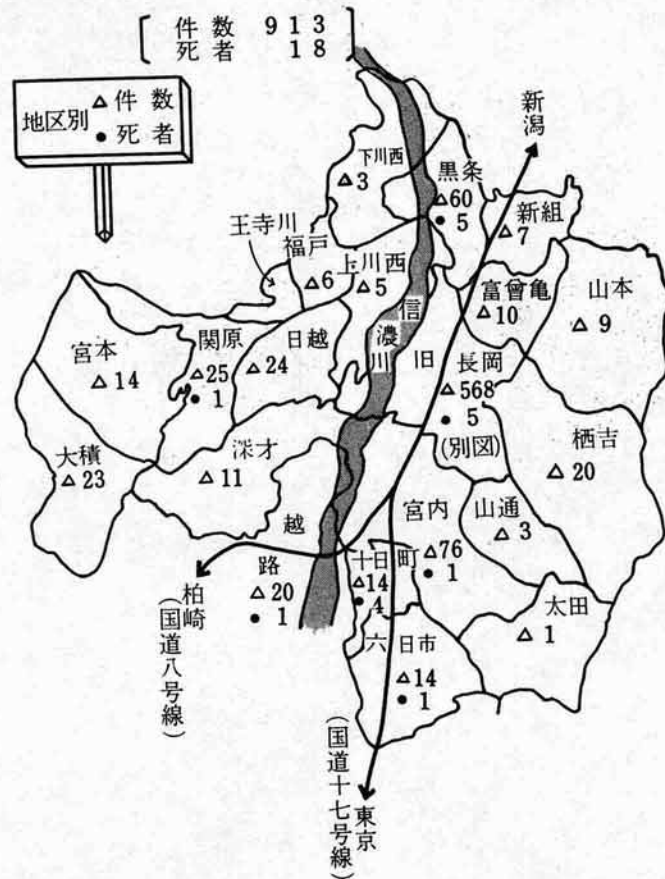 件数 913
死者 18
地区別 △件数
●死者
新潟
下川西
△3
黒条
△60
●5
新組
△7
王寺川
福戸
△6
上川西
△5
富曾亀
△10
山本
△9
信濃川
宮本
△14
関原
△25
●1
日越
△24
旧長岡
△568
●5
(別図)
栖吉
△20
大積
△23
深才
△11
越路
△20
●1
宮内
△76
●1
山通
△3
十日町
△14
●4
太田
△1
六日市
△14
●1
柏崎
(国道八号線)
(国道十七号線)
東京